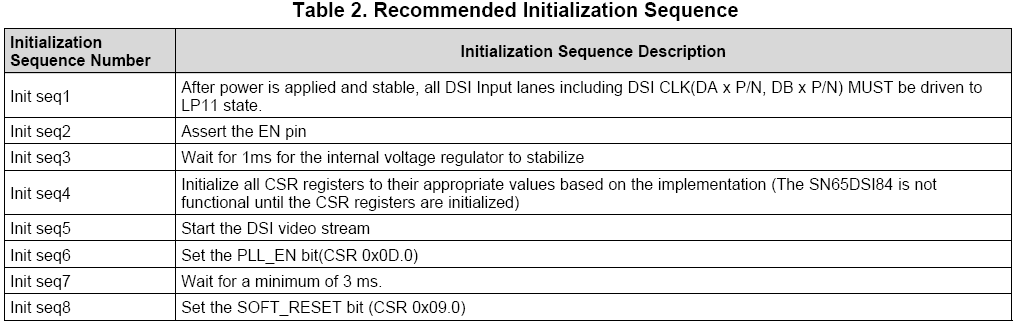 Table 2. Recommended Initialization Sequence
Initialization
Sequence Number
Initialization Sequence Description
Init seq1
After power is applied and stable, all DSI Input lanes including DSI CLK(DA x P/N, DB x P/N) MUST be driven to
LP11 state.
Init seq2
Assert the EN pin
Init seq3
Wait for 1ms for the internal voltage regulator to stabilize
Init seq4
Initialize all CSR registers to their appropriate values based on the implementation (The SN65DSI84 is not
functional until the CSR registers are initialized)
Init seq5
Start the DSI video stream
Init seq6
Set the PLL_EN bit(CSR 0x0D.0)
Init seq7
Wait for a minimum of 3 ms.
Init seq8
Set the SOFT_RESET bit (CSR 0x09.0)